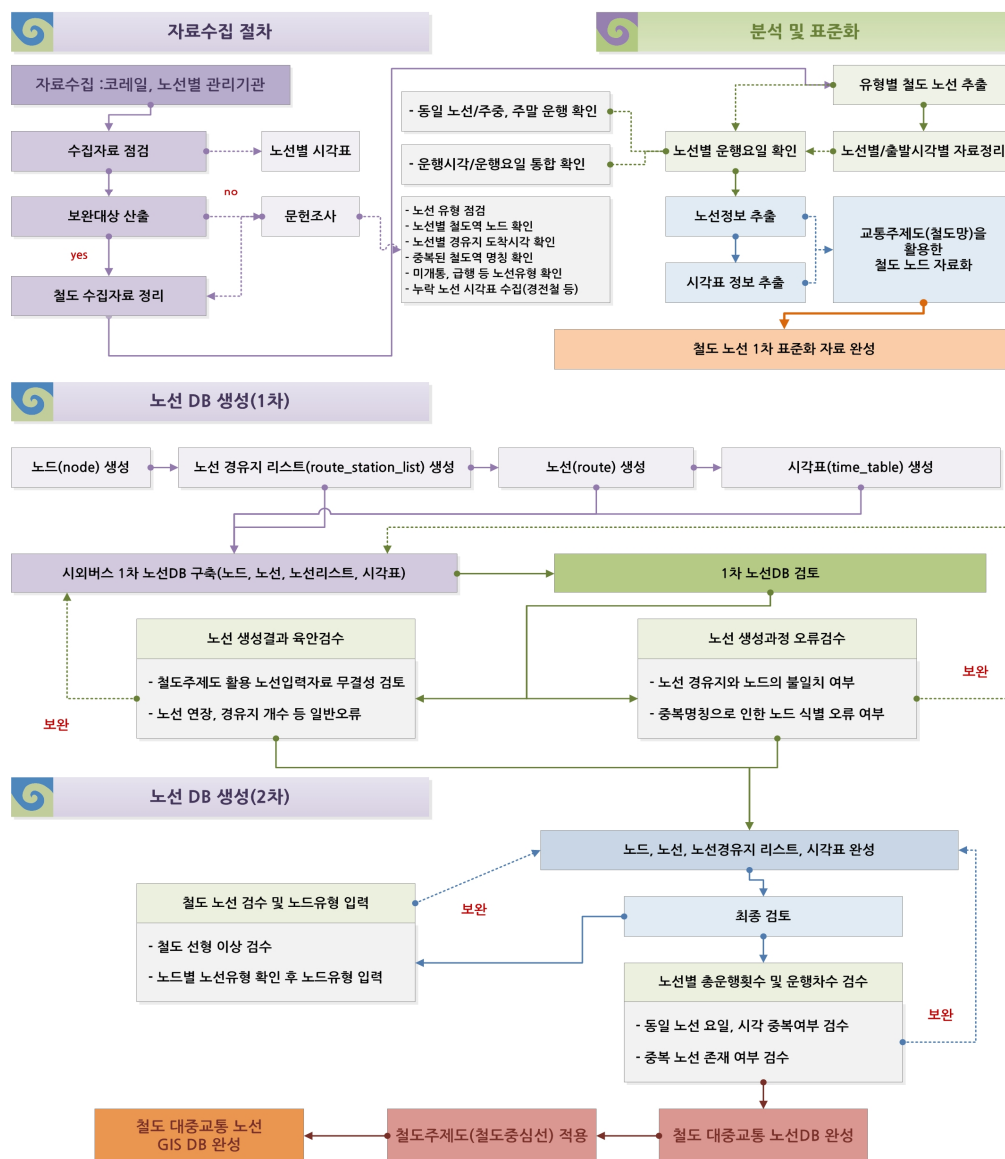 자료수집 절차
자료수집 :코레일, 노선별 관리기관
수집자료 점검
노선별 시각표
no
보완대상 산출
문헌조사
yes
철도 수집자료 정리
분석 및 표준화
유형별 철도 노선 추출
- 동일 노선/주중, 주말 운행 확인
- 운행시각/운행요일 통합 확인
노선별 운행요일 확인
노선별/출발시각별 자료정리
- 노선 유형 점검
- 노선별 철도역 노드 확인
- 노선별 경유지 도착시각 확인
- 중복된 철도역 명칭 확인
- 미개통, 급행 등 노선유형 확인
- 누락 노선 시각표 수집(경전철 등)
노선정보 추출
시각표 정보 추출
교통주제도(철도망)을
활용한
철도 노드 자료화
철도 노선 1차 표준화 자료 완성
노선 DB 생성(1차)
노드(node) 생성
노선 경유지 리스트(route_station_list) 생성
노선(route) 생성
시각표(time_table) 생성
시외버스 1차 노선DB 구축(노드, 노선, 노선리스트, 시각표)
1차 노선DB 검토
노선 생성결과 육안검수
- 철도주제도 활용 노선입력자료 무결성 검토
- 노선 연장, 경유지 개수 등 일반오류
보완
노선 생성과정 오류검수
- 노선 경유지와 노드의 불일치 여부
- 중복명칭으로 인한 노드 식별 오류 여부
보완
노선 DB 생성(2차)
노드, 노선, 노선경유지 리스트, 시각표 완성
철도 노선 검수 및 노드유형 입력
- 철도 선형 이상 검수
- 노드별 노선유형 확인 후 노드유형 입력
보완
최종 검토
노선별 총운행횟수 및 운행차수 검수
- 동일 노선 요일, 시각 중복여부 검수
- 중복 노선 존재 여부 검수
보완
철도 대중교통 노선
GIS DB 완성
철도주제도(철도중심선) 적용
철도 대중교통 노선DB 완성